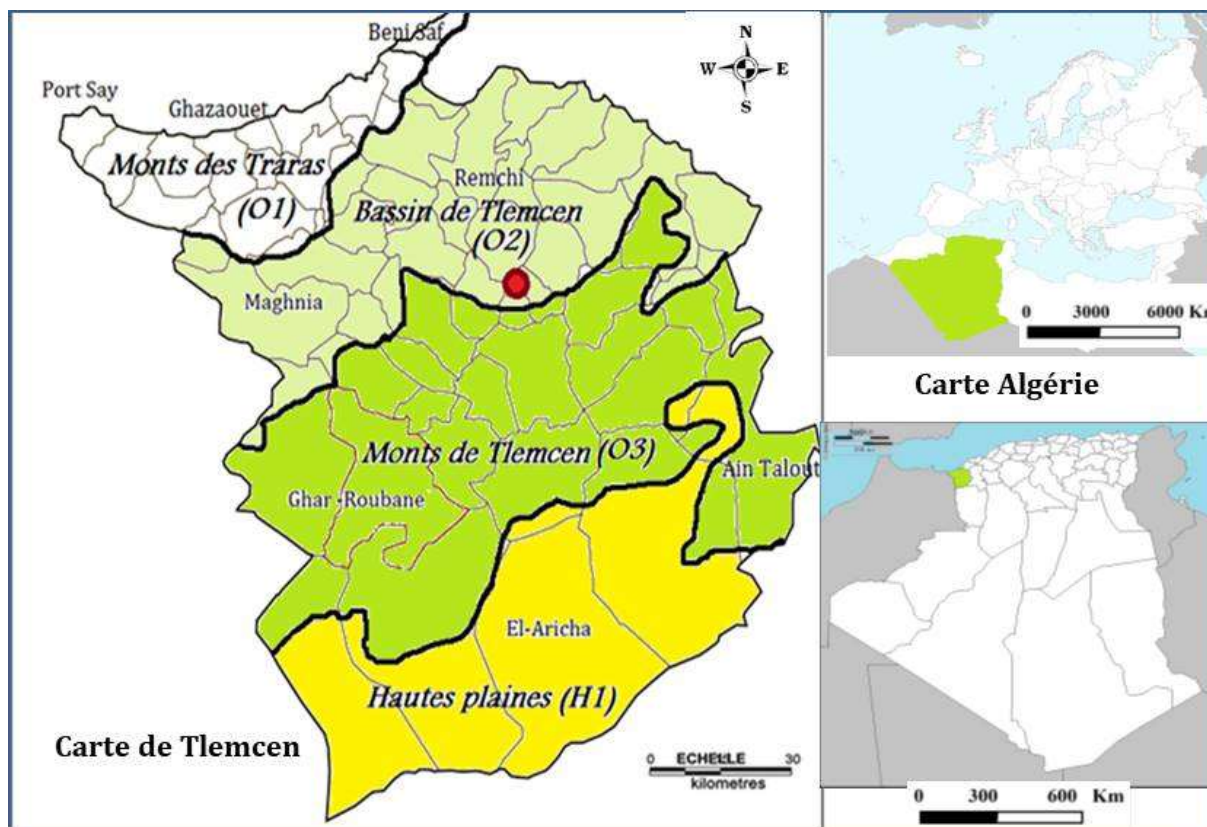 Beni Saf
N
W E
S
Port Say
Ghazaouet
Monts des Traras
(O1)
Remchi
Bassin de Tlemcen
(O2)
Maghnia
Monts de Tlemcen (O3)
Ain Talout
Ghar -Roubane
El-Aricha
Hautes plaines (H1)
Carte de Tlemcen
0 ECHELLE 30
kilometres
0 3000 6000 Km
Carte Algérie
0 300 600 Km